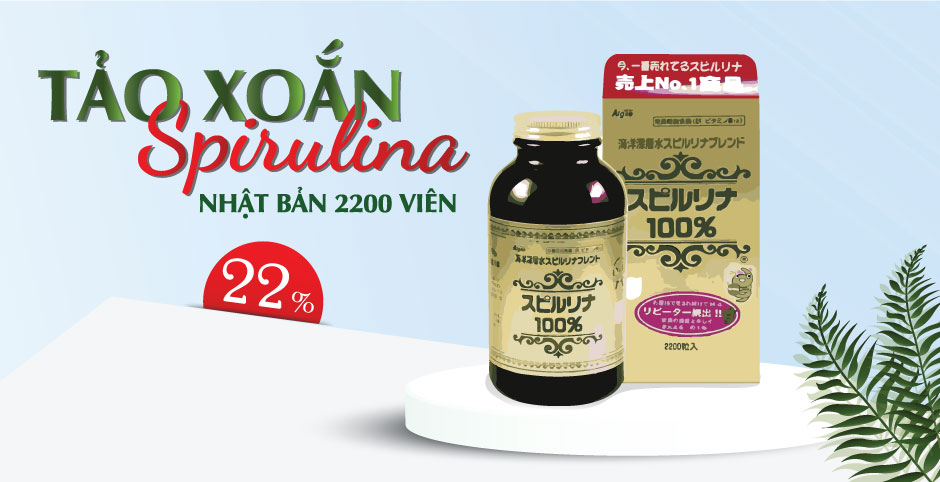 TẢO XOẮN
Spirulina
NHẬT BẢN 2200 VIÊN
22%
今、一番売れてるスピルリナ
売上No.1商品
Algae
海洋深層水スピルリナブレンド
スピルリナ
100%
リピーター続出!!
2200粒入
Algae
海洋深層水スピルリナブレンド
スピルリナ
100%